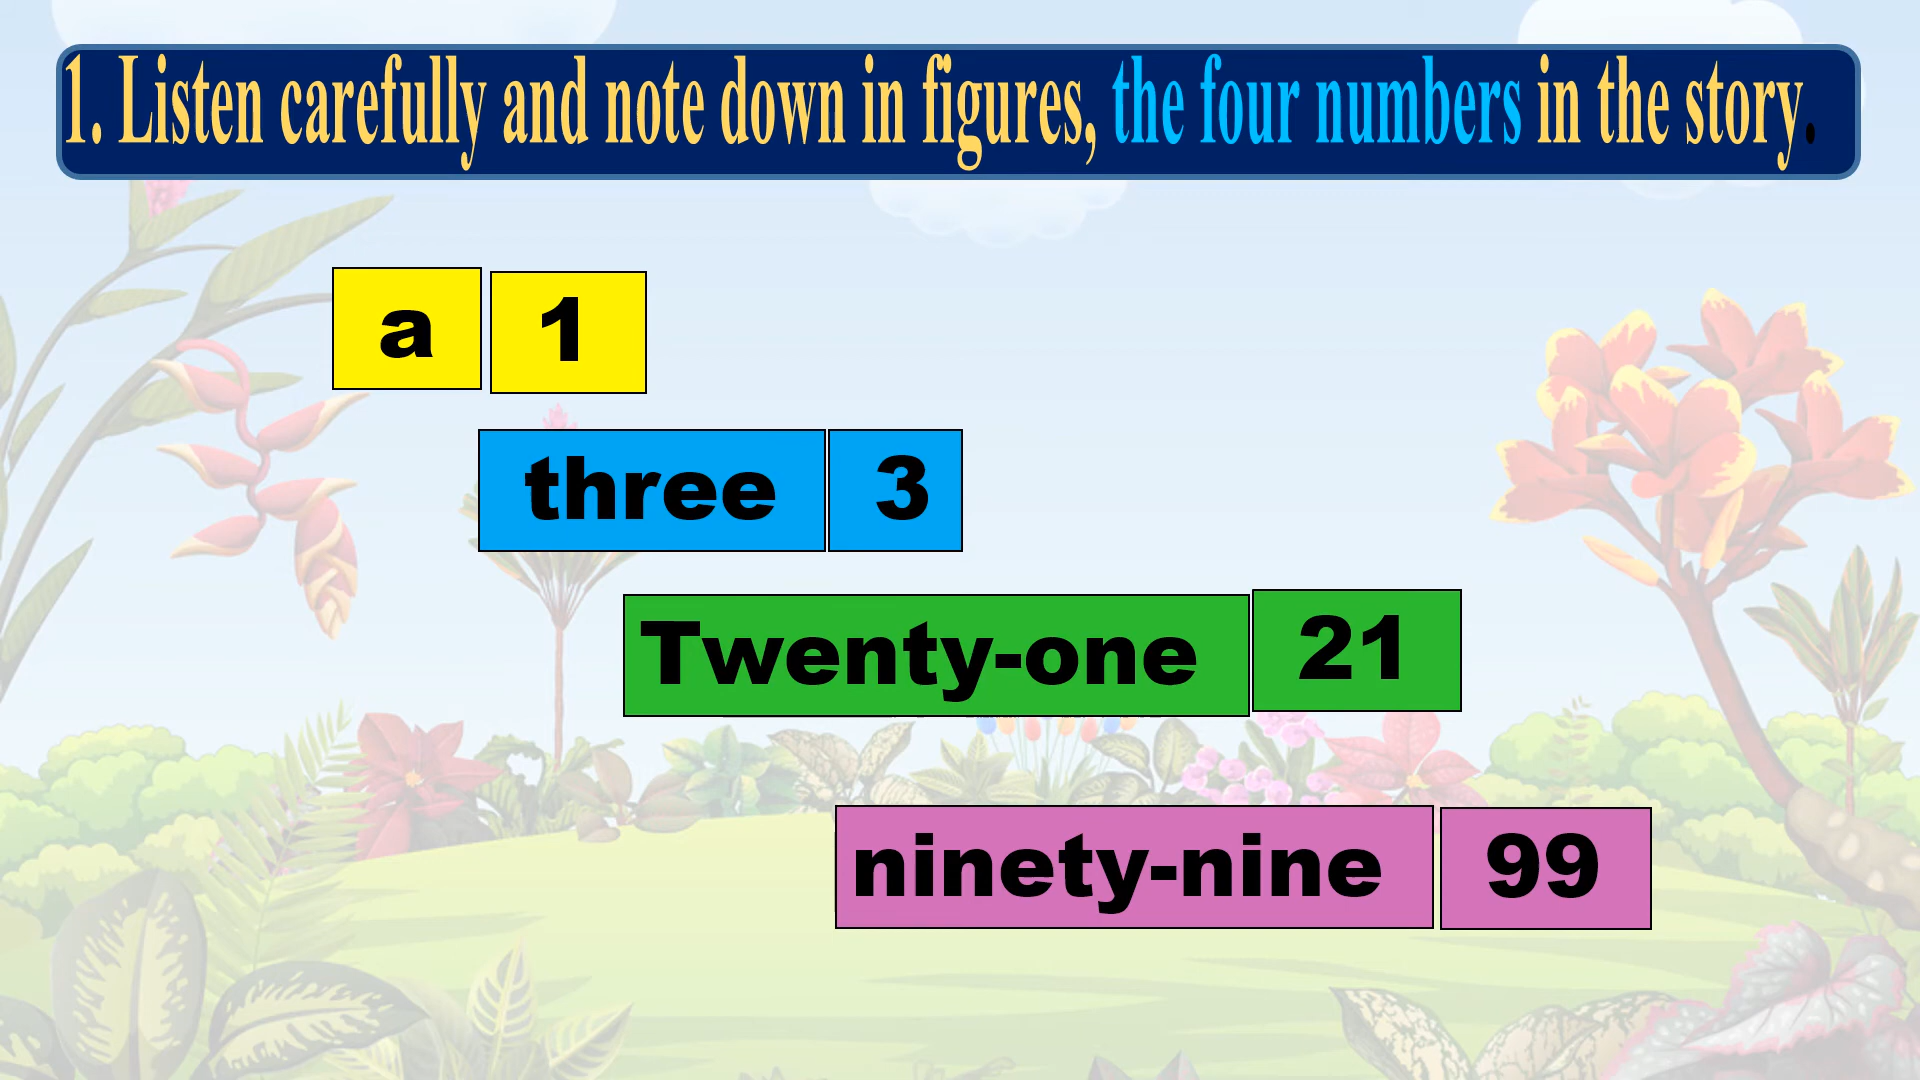 1. Listen carefully and note down in figures, the four numbers in the story.
a 1
three 3
Twenty-one 21
ninety-nine 99